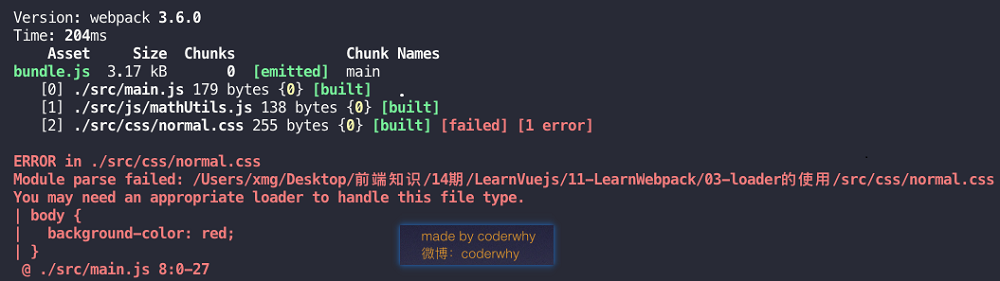 Version: webpack 3.6.0
Time: 204ms
Asset Size Chunks Chunk Names
bundle.js 3.17 kB 0 [emitted] main
[0] ./src/main.js 179 bytes {0} [built]
[1] ./src/js/mathUtils.js 138 bytes {0} [built]
[2] ./src/css/normal.css 255 bytes {0} [built] [failed] [1 error]
ERROR in ./src/css/normal.css
Module parse failed: /Users/xmg/Desktop/前端知识/14期/LearnVuejs/11-LearnWebpack/03-loader的使用/src/css/normal.css
You may need an appropriate loader to handle this file type.
| body {
|   background-color: red;
| }
@ ./src/main.js 8:0-27
made by coderwhy
微博：coderwhy